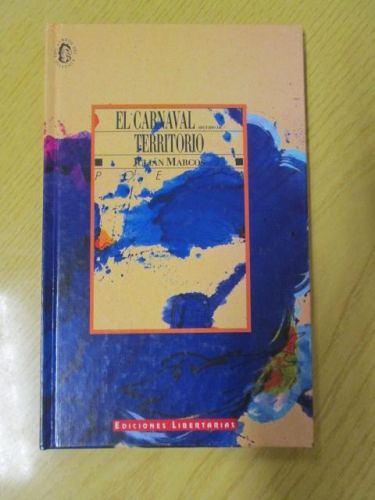 EL CARNAVAL
TERRITORIO
JULIÁN MARCOS
P O E
EDICIONES LIBERTARIAS